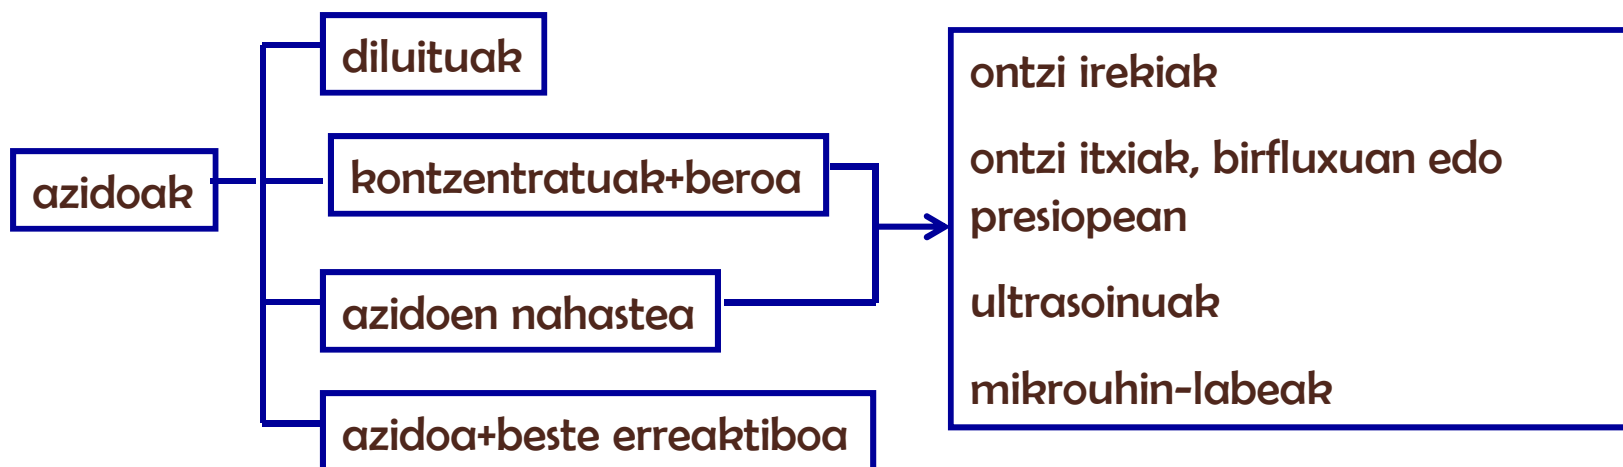 azidoak
diluituak
kontzentratuak+beroa
azidoen nahastea
azidoa+beste erreaktiboa
ontzi irekiak
ontzi itxiak, birfluxuan edo
presiopean
ultrasoinuak
mikrouhin-labeak